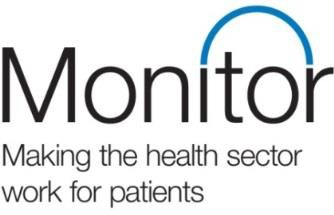 Monitor
Making the health sector
work for patients